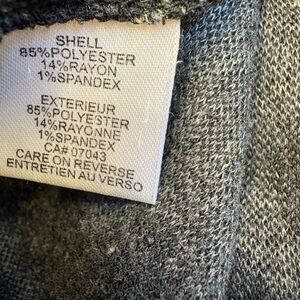 SHELL
85%POLYESTER
14%RAYON
1%SPANDEX
EXTERIEUR
85%POLYESTER
14%RAYONNE
1%SPANDEX
CA# 07043
CARE ON REVERSE
ENTRETIEN AU VERSO